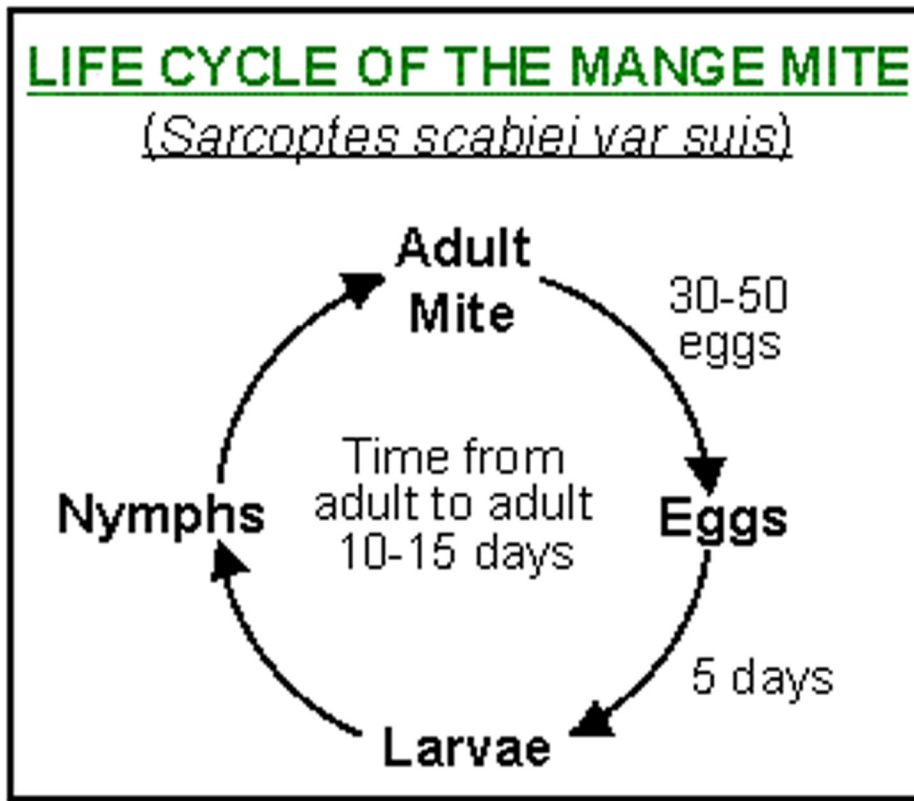 LIFE CYCLE OF THE MANGE MITE
(Sarcoptes scabiei var suis)
Adult
Mite
30-50
eggs
Eggs
5 days
Larvae
Nymphs
Time from
adult to adult
10-15 days